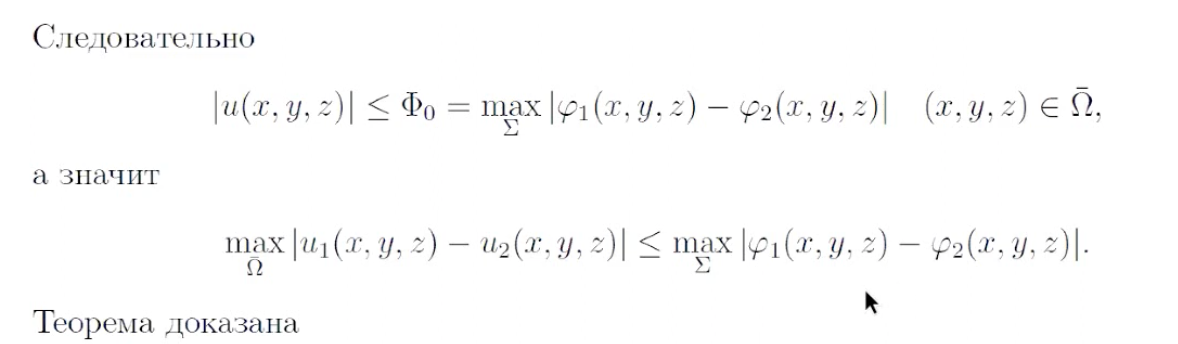 Следовательно
|u(x, y, z)| ≤ Φ₀ = max_Σ |φ₁(x, y, z) − φ₂(x, y, z)| (x, y, z) ∈ Ω̄,
а значит
max_Ω̄ |u₁(x, y, z) − u₂(x, y, z)| ≤ max_Σ |φ₁(x, y, z) − φ₂(x, y, z)|.
Теорема доказана